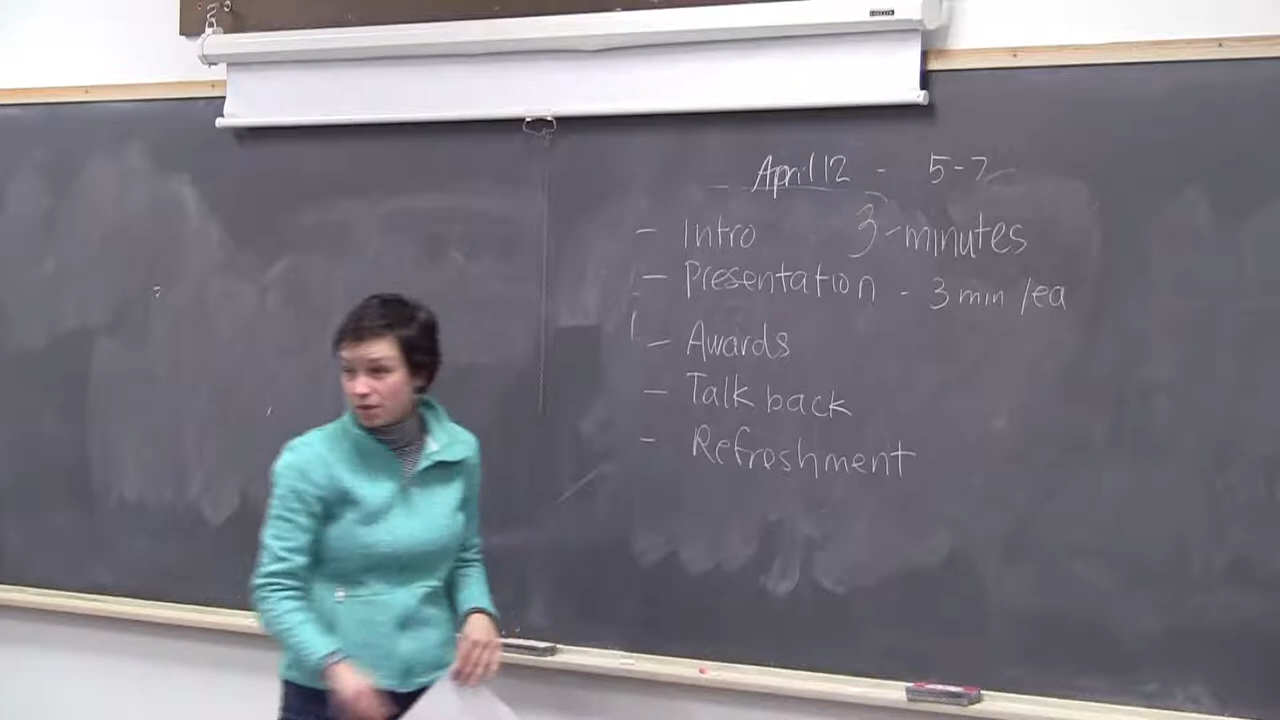 - April 12 - 5-7
- Intro 3-minutes
- Presentation - 3 min /ea
- Awards
- Talk back
- Refreshment